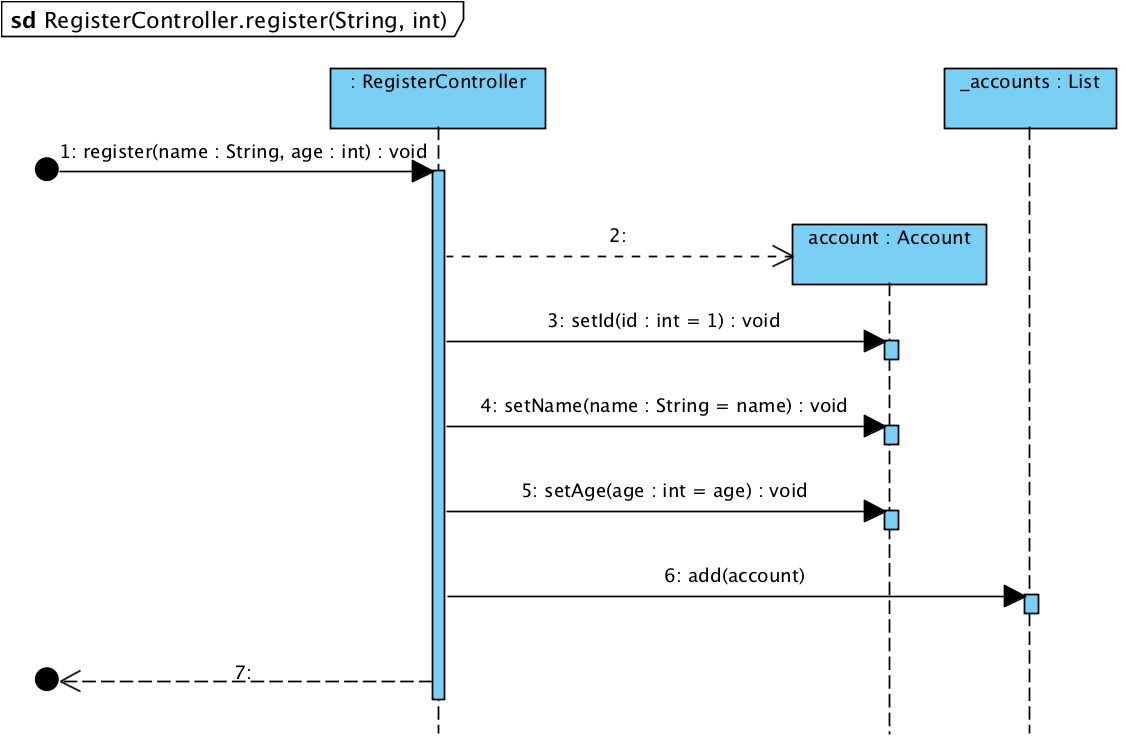 sd RegisterController.register(String, int)
: RegisterController
_accounts : List
1: register(name : String, age : int) : void
2:
account : Account
3: setId(id : int = 1) : void
4: setName(name : String = name) : void
5: setAge(age : int = age) : void
6: add(account)
7: